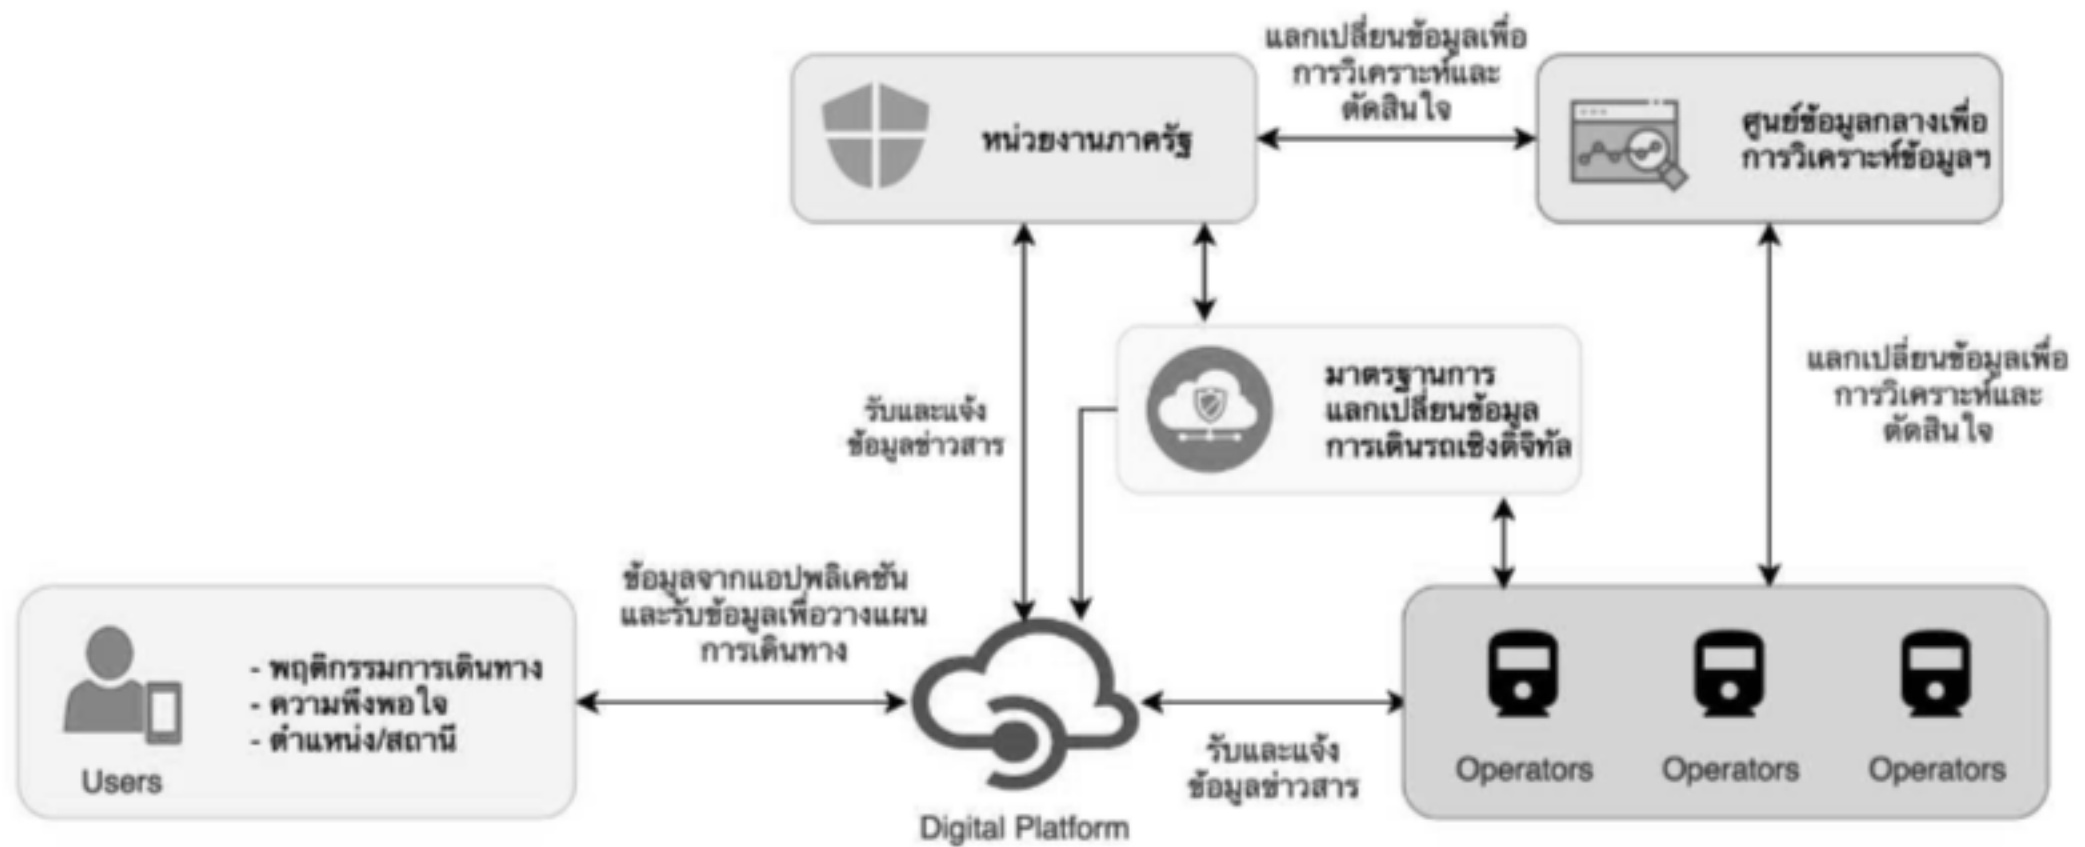 แลกเปลี่ยนข้อมูลเพื่อ
การวิเคราะห์และ
ตัดสินใจ
หน่วยงานภาครัฐ
ศูนย์ข้อมูลกลางเพื่อ
การวิเคราะห์ข้อมูลฯ
มาตรฐานการ
แลกเปลี่ยนข้อมูล
การเดินรถเชิงดิจิทัล
แลกเปลี่ยนข้อมูลเพื่อ
การวิเคราะห์และ
ตัดสินใจ
รับและแจ้ง
ข้อมูลข่าวสาร
ข้อมูลจากแอปพลิเคชัน
และรับข้อมูลเพื่อวางแผน
การเดินทาง
- พฤติกรรมการเดินทาง
- ความพึงพอใจ
- ตำแหน่ง/สถานี
Users
รับและแจ้ง
ข้อมูลข่าวสาร
Operators
Operators
Operators
Digital Platform